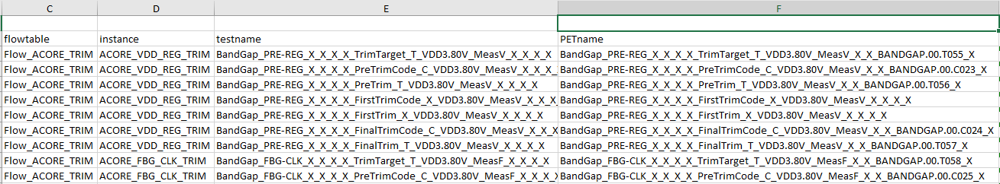 C D E F
flowtable instance testname PETname
Flow_ACORE_TRIM ACORE_VDD_REG_TRIM BandGap_PRE-REG_X_X_X_X_TrimTarget_T_VDD3.80V_MeasV_X_X_X_X BandGap_PRE-REG_X_X_X_X_TrimTarget_T_VDD3.80V_MeasV_X_X_BANDGAP.00.T055_X
Flow_ACORE_TRIM ACORE_VDD_REG_TRIM BandGap_PRE-REG_X_X_X_X_PreTrimCode_C_VDD3.80V_MeasV_X_X_X_ BandGap_PRE-REG_X_X_X_X_PreTrimCode_C_VDD3.80V_MeasV_X_X_BANDGAP.00.C023_X
Flow_ACORE_TRIM ACORE_VDD_REG_TRIM BandGap_PRE-REG_X_X_X_X_PreTrim_T_VDD3.80V_MeasV_X_X_X_X BandGap_PRE-REG_X_X_X_X_PreTrim_T_VDD3.80V_MeasV_X_X_BANDGAP.00.T056_X
Flow_ACORE_TRIM ACORE_VDD_REG_TRIM BandGap_PRE-REG_X_X_X_X_FirstTrimCode_X_VDD3.80V_MeasV_X_X_X BandGap_PRE-REG_X_X_X_X_FirstTrimCode_X_VDD3.80V_MeasV_X_X_X_X
Flow_ACORE_TRIM ACORE_VDD_REG_TRIM BandGap_PRE-REG_X_X_X_X_FirstTrim_X_VDD3.80V_MeasV_X_X_X_X BandGap_PRE-REG_X_X_X_X_FirstTrim_X_VDD3.80V_MeasV_X_X_X_X
Flow_ACORE_TRIM ACORE_VDD_REG_TRIM BandGap_PRE-REG_X_X_X_X_FinalTrimCode_C_VDD3.80V_MeasV_X_X_X BandGap_PRE-REG_X_X_X_X_FinalTrimCode_C_VDD3.80V_MeasV_X_X_BANDGAP.00.C024_X
Flow_ACORE_TRIM ACORE_VDD_REG_TRIM BandGap_PRE-REG_X_X_X_X_FinalTrim_T_VDD3.80V_MeasV_X_X_X_X BandGap_PRE-REG_X_X_X_X_FinalTrim_T_VDD3.80V_MeasV_X_X_BANDGAP.00.T057_X
Flow_ACORE_TRIM ACORE_FBG_CLK_TRIM BandGap_FBG-CLK_X_X_X_X_TrimTarget_T_VDD3.80V_MeasF_X_X_X_X BandGap_FBG-CLK_X_X_X_X_TrimTarget_T_VDD3.80V_MeasF_X_X_BANDGAP.00.T058_X
Flow_ACORE_TRIM ACORE_FBG_CLK_TRIM BandGap_FBG-CLK_X_X_X_X_PreTrimCode_C_VDD3.80V_MeasF_X_X_X_X BandGap_FBG-CLK_X_X_X_X_PreTrimCode_C_VDD3.80V_MeasF_X_X_BANDGAP.00.C025_X